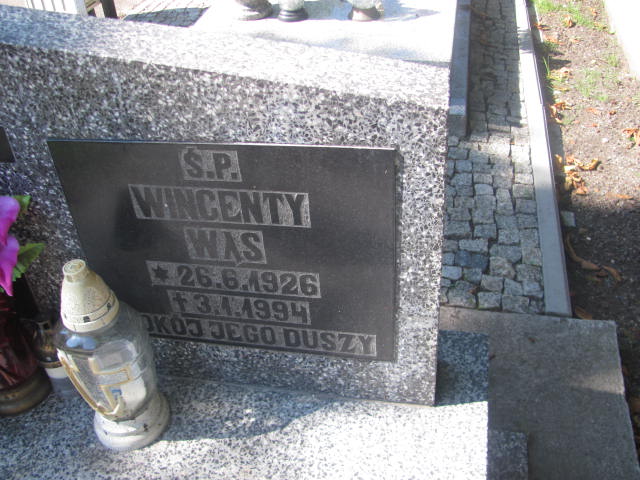 Ś.P.
WINCENTY
WĄS
* 26.6.1926
✝ 3.1.1994
OKÓJ JEGO DUSZY